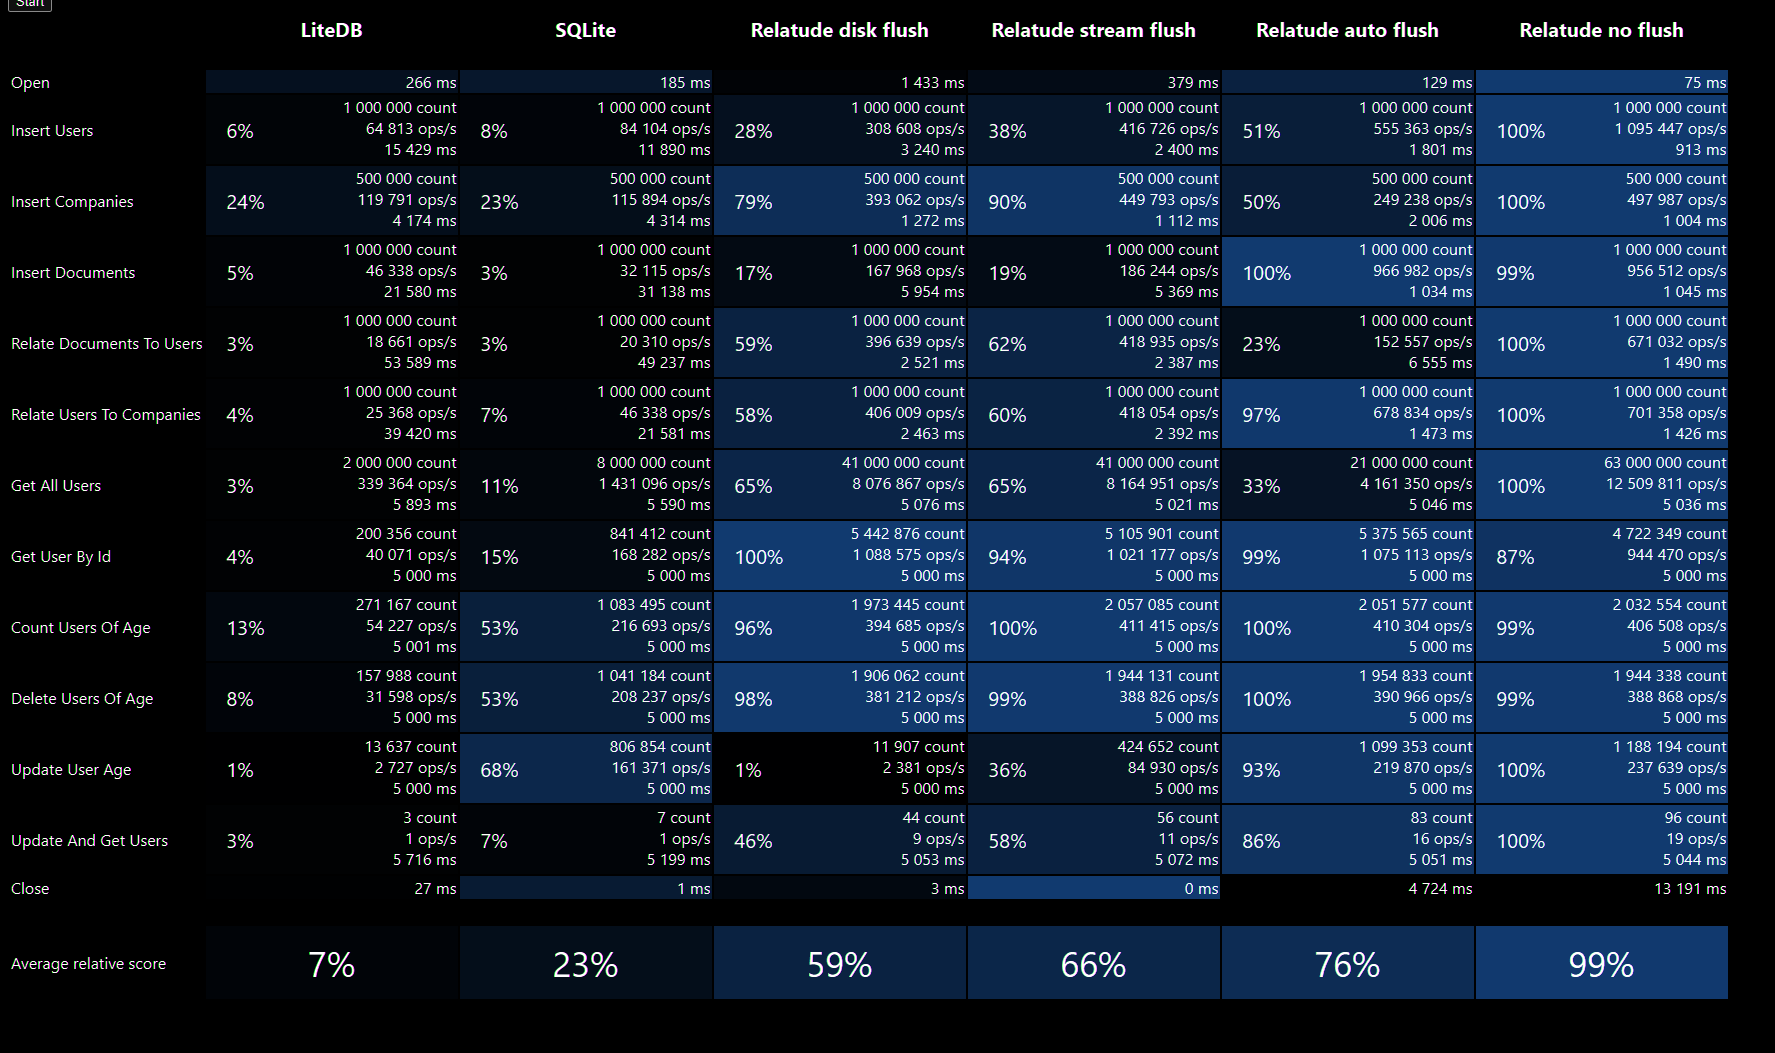 Start
LiteDB SQLite Relatude disk flush Relatude stream flush Relatude auto flush Relatude no flush
Open 266 ms 185 ms 1 433 ms 379 ms 129 ms 75 ms
1 000 000 count 1 000 000 count 1 000 000 count 1 000 000 count 1 000 000 count 1 000 000 count
Insert Users 6% 64 813 ops/s 8% 84 104 ops/s 28% 308 608 ops/s 38% 416 726 ops/s 51% 555 363 ops/s 100% 1 095 447 ops/s
15 429 ms 11 890 ms 3 240 ms 2 400 ms 1 801 ms 913 ms
500 000 count 500 000 count 500 000 count 500 000 count 500 000 count 500 000 count
Insert Companies 24% 119 791 ops/s 23% 115 894 ops/s 79% 393 062 ops/s 90% 449 793 ops/s 50% 249 238 ops/s 100% 497 987 ops/s
4 174 ms 4 314 ms 1 272 ms 1 112 ms 2 006 ms 1 004 ms
1 000 000 count 1 000 000 count 1 000 000 count 1 000 000 count 1 000 000 count 1 000 000 count
Insert Documents 5% 46 338 ops/s 3% 32 115 ops/s 17% 167 968 ops/s 19% 186 244 ops/s 100% 966 982 ops/s 99% 956 512 ops/s
21 580 ms 31 138 ms 5 954 ms 5 369 ms 1 034 ms 1 045 ms
1 000 000 count 1 000 000 count 1 000 000 count 1 000 000 count 1 000 000 count 1 000 000 count
Relate Documents To Users 3% 18 661 ops/s 3% 20 310 ops/s 59% 396 639 ops/s 62% 418 935 ops/s 23% 152 557 ops/s 100% 671 032 ops/s
53 589 ms 49 237 ms 2 521 ms 2 387 ms 6 555 ms 1 490 ms
1 000 000 count 1 000 000 count 1 000 000 count 1 000 000 count 1 000 000 count 1 000 000 count
Relate Users To Companies 4% 25 368 ops/s 7% 46 338 ops/s 58% 406 009 ops/s 60% 418 054 ops/s 97% 678 834 ops/s 100% 701 358 ops/s
39 420 ms 21 581 ms 2 463 ms 2 392 ms 1 473 ms 1 426 ms
2 000 000 count 8 000 000 count 41 000 000 count 41 000 000 count 21 000 000 count 63 000 000 count
Get All Users 3% 339 364 ops/s 11% 1 431 096 ops/s 65% 8 076 867 ops/s 65% 8 164 951 ops/s 33% 4 161 350 ops/s 100% 12 509 811 ops/s
5 893 ms 5 590 ms 5 076 ms 5 021 ms 5 046 ms 5 036 ms
200 356 count 841 412 count 5 442 876 count 5 105 901 count 5 375 565 count 4 722 349 count
Get User By Id 4% 40 071 ops/s 15% 168 282 ops/s 100% 1 088 575 ops/s 94% 1 021 177 ops/s 99% 1 075 113 ops/s 87% 944 470 ops/s
5 000 ms 5 000 ms 5 000 ms 5 000 ms 5 000 ms 5 000 ms
271 167 count 1 083 495 count 1 973 445 count 2 057 085 count 2 051 577 count 2 032 554 count
Count Users Of Age 13% 54 227 ops/s 53% 216 693 ops/s 96% 394 685 ops/s 100% 411 415 ops/s 100% 410 304 ops/s 99% 406 508 ops/s
5 001 ms 5 000 ms 5 000 ms 5 000 ms 5 000 ms 5 000 ms
157 988 count 1 041 184 count 1 906 062 count 1 944 131 count 1 954 833 count 1 944 338 count
Delete Users Of Age 8% 31 598 ops/s 53% 208 237 ops/s 98% 381 212 ops/s 99% 388 826 ops/s 100% 390 966 ops/s 99% 388 868 ops/s
5 000 ms 5 000 ms 5 000 ms 5 000 ms 5 000 ms 5 000 ms
13 637 count 806 854 count 11 907 count 424 652 count 1 099 353 count 1 188 194 count
Update User Age 1% 2 727 ops/s 68% 161 371 ops/s 1% 2 381 ops/s 36% 84 930 ops/s 93% 219 870 ops/s 100% 237 639 ops/s
5 000 ms 5 000 ms 5 000 ms 5 000 ms 5 000 ms 5 000 ms
3 count 7 count 44 count 56 count 83 count 96 count
Update And Get Users 3% 1 ops/s 7% 1 ops/s 46% 9 ops/s 58% 11 ops/s 86% 16 ops/s 100% 19 ops/s
5 716 ms 5 199 ms 5 053 ms 5 072 ms 5 051 ms 5 044 ms
Close 27 ms 1 ms 3 ms 0 ms 4 724 ms 13 191 ms
Average relative score 7% 23% 59% 66% 76% 99%